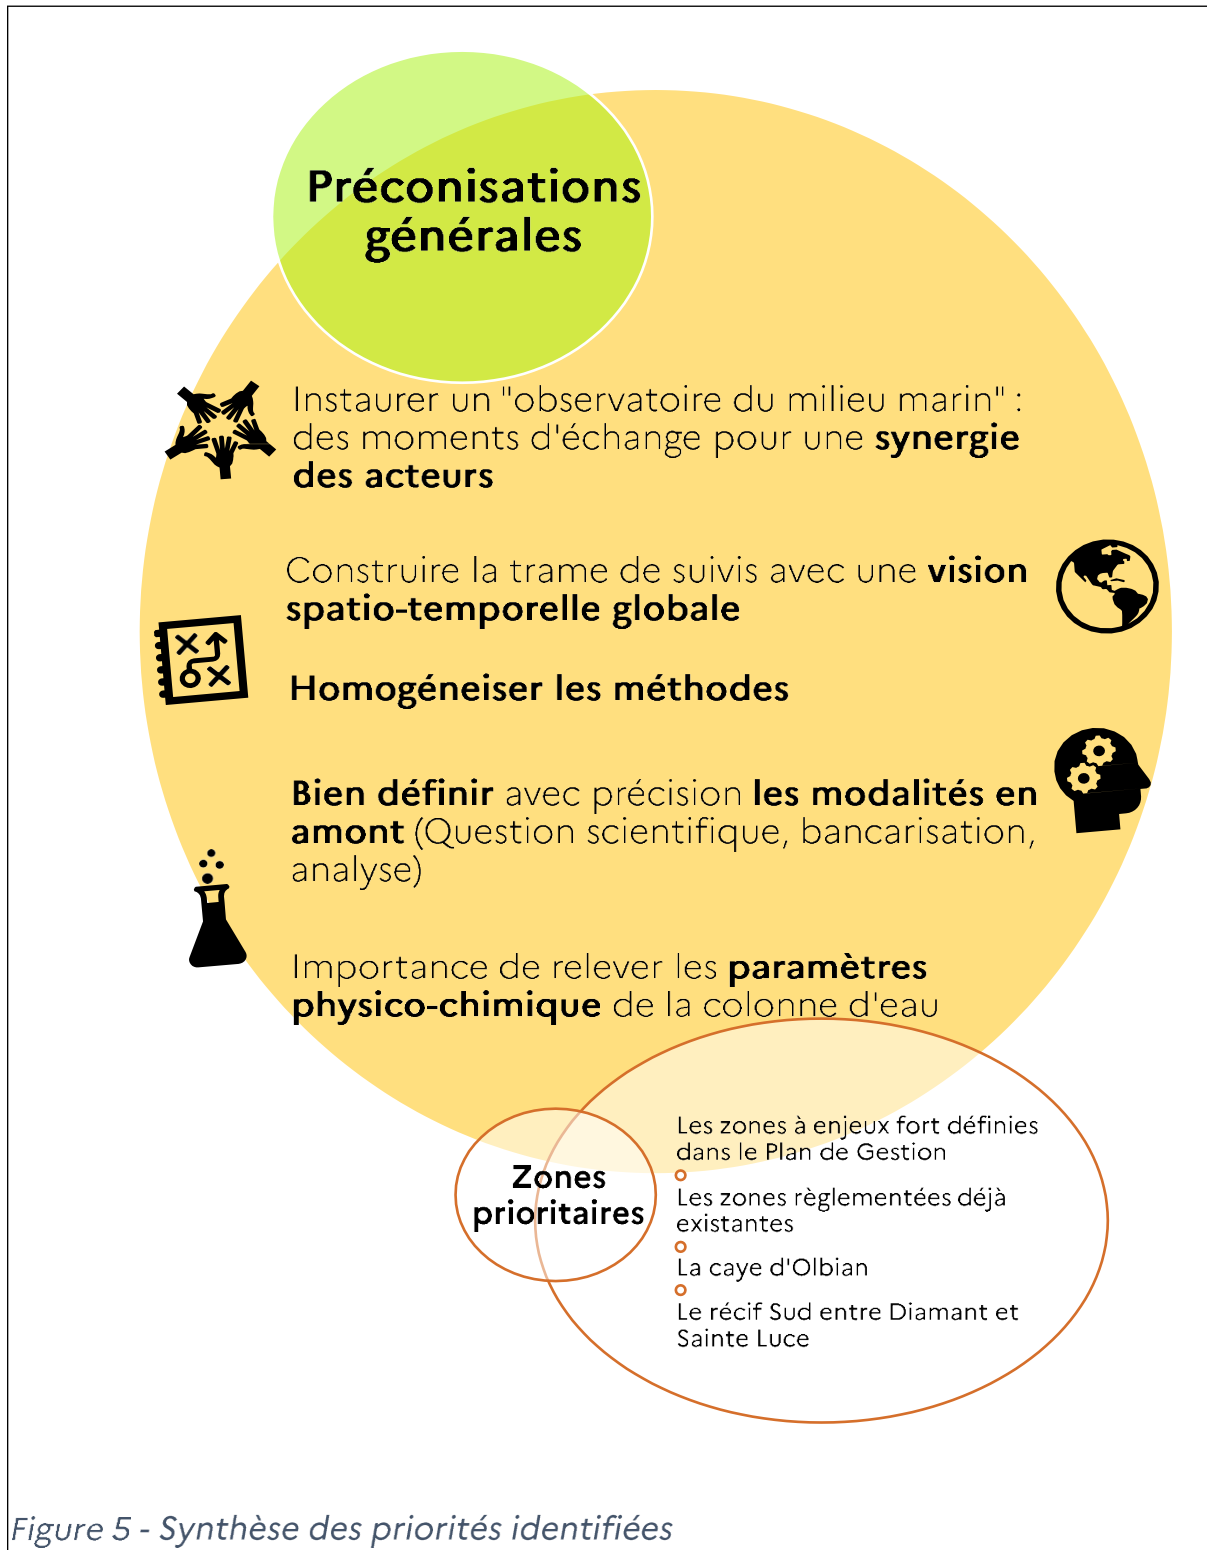 Préconisations
générales
Instaurer un "observatoire du milieu marin" :
des moments d'échange pour une synergie
des acteurs
Construire la trame de suivis avec une vision
spatio-temporelle globale
Homogéneiser les méthodes
Bien définir avec précision les modalités en
amont (Question scientifique, bancarisation,
analyse)
Importance de relever les paramètres
physico-chimique de la colonne d'eau
Zones
prioritaires
Les zones à enjeux fort définies
dans le Plan de Gestion
Les zones règlementées déjà
existantes
La caye d'Olbian
Le récif Sud entre Diamant et
Sainte Luce
Figure 5 - Synthèse des priorités identifiées